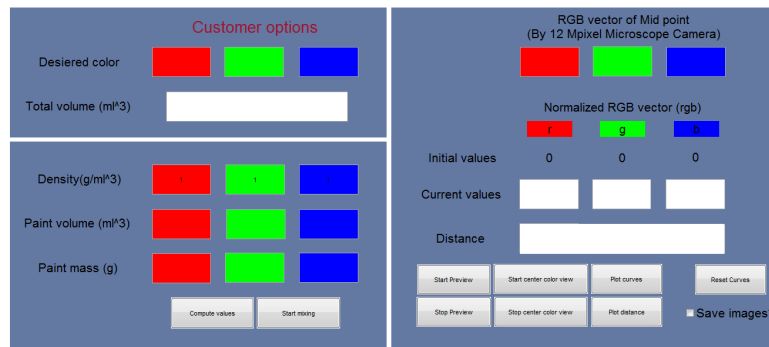 Customer options
Desiered color
Total volume (ml^3)
Density(g/ml^3)
1 1 1
Paint volume (ml^3)
Paint mass (g)
Compute values
Start mixing
RGB vector of Mid point
(By 12 Mpixel Microscope Camera)
Normalized RGB vector (rgb)
r g b
Initial values 0 0 0
Current values
Distance
Start Preview
Start center color view
Plot curves
Reset Curves
Stop Preview
Stop center color view
Plot distance
Save images